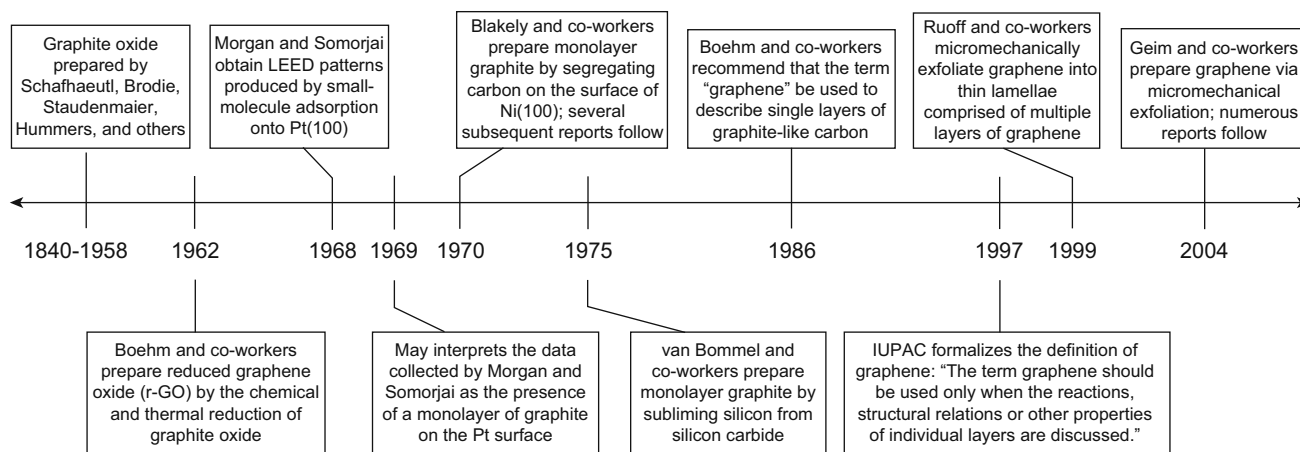 Graphite oxide
prepared by
Schafhaeutl, Brodie,
Staudenmaier,
Hummers, and others
Morgan and Somorjai
obtain LEED patterns
produced by small-
molecule adsorption
onto Pt(100)
Blakely and co-workers
prepare monolayer
graphite by segregating
carbon on the surface of
Ni(100); several
subsequent reports follow
Boehm and co-workers
recommend that the term
“graphene” be used to
describe single layers of
graphite-like carbon
Ruoff and co-workers
micromechanically
exfoliate graphene into
thin lamellae
comprised of multiple
layers of graphene
Geim and co-workers
prepare graphene via
micromechanical
exfoliation; numerous
reports follow
1840-1958
1962
1968
1969
1970
1975
1986
1997
1999
2004
Boehm and co-workers
prepare reduced graphene
oxide (r-GO) by the chemical
and thermal reduction of
graphite oxide
May interprets the data
collected by Morgan and
Somorjai as the presence
of a monolayer of graphite
on the Pt surface
van Bommel and
co-workers prepare
monolayer graphite by
subliming silicon from
silicon carbide
IUPAC formalizes the definition of
graphene: “The term graphene should
be used only when the reactions,
structural relations or other properties
of individual layers are discussed.”